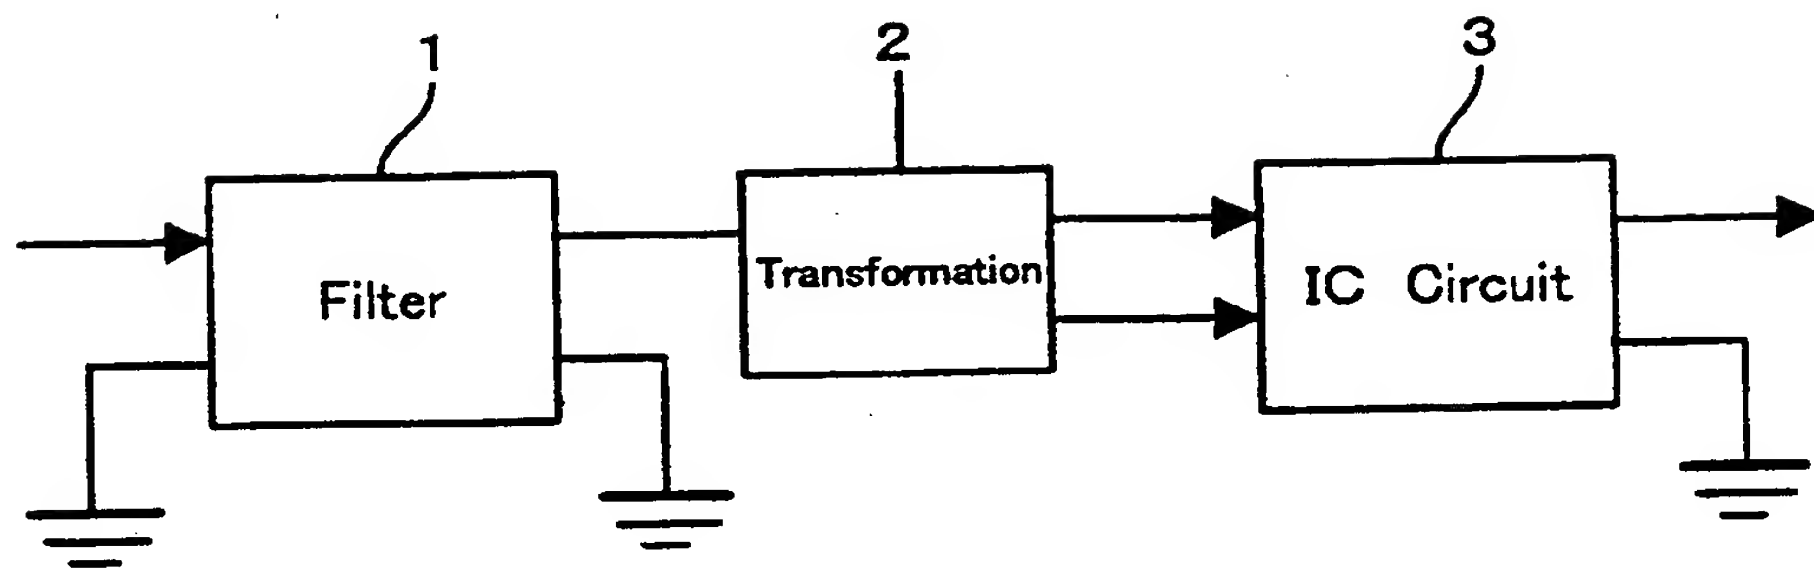 1
2
3
Filter
Transformation
IC Circuit